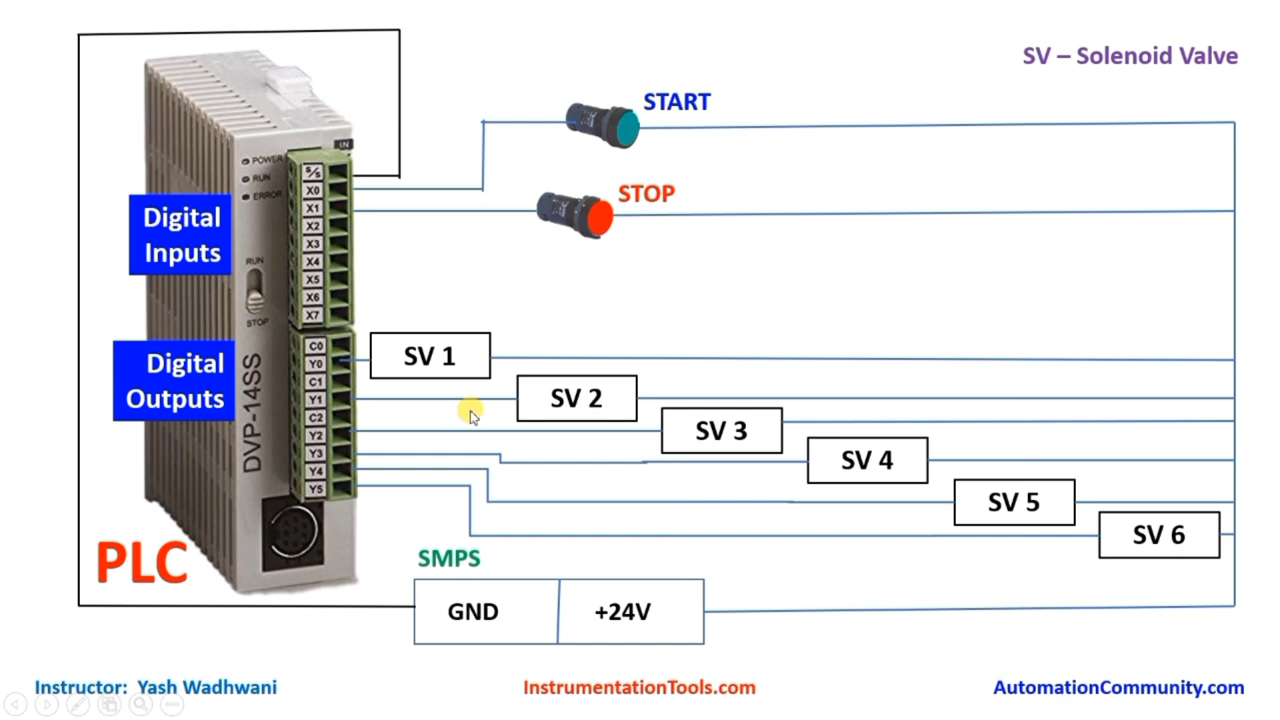 SV – Solenoid Valve
START
STOP
IN
POWER
RUN
ERROR
S/S
X0
X1
X2
X3
X4
X5
X6
X7
Digital
Inputs
RUN
STOP
C0
Y0
C1
Y1
C2
Y2
Y3
Y4
Y5
Digital
Outputs
DVP-14SS
SV 1
SV 2
SV 3
SV 4
SV 5
SV 6
PLC
SMPS
GND
+24V
Instructor: Yash Wadhwani
InstrumentationTools.com
AutomationCommunity.com